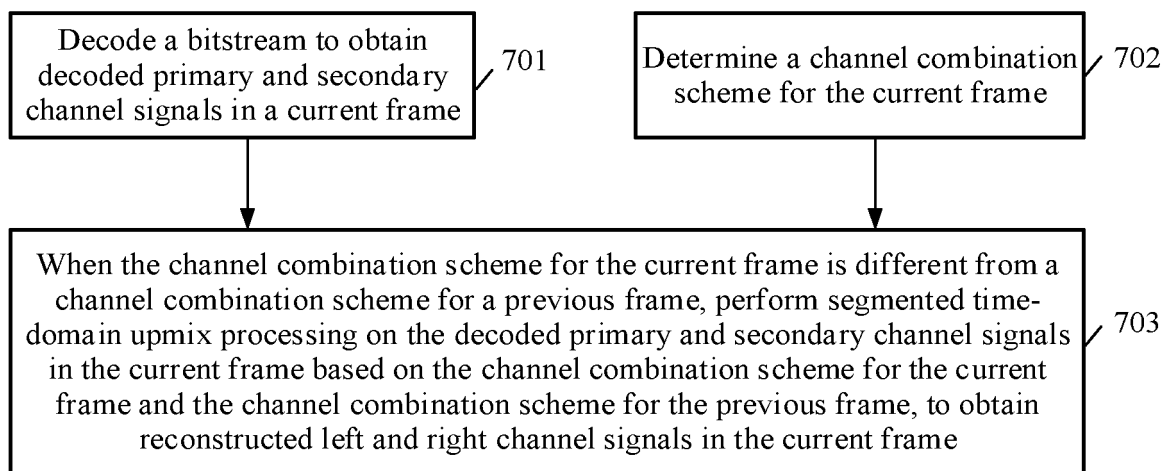 Decode a bitstream to obtain
decoded primary and secondary
channel signals in a current frame
701
Determine a channel combination
scheme for the current frame
702
When the channel combination scheme for the current frame is different from a
channel combination scheme for a previous frame, perform segmented time-
domain upmix processing on the decoded primary and secondary channel signals
in the current frame based on the channel combination scheme for the current
frame and the channel combination scheme for the previous frame, to obtain
reconstructed left and right channel signals in the current frame
703